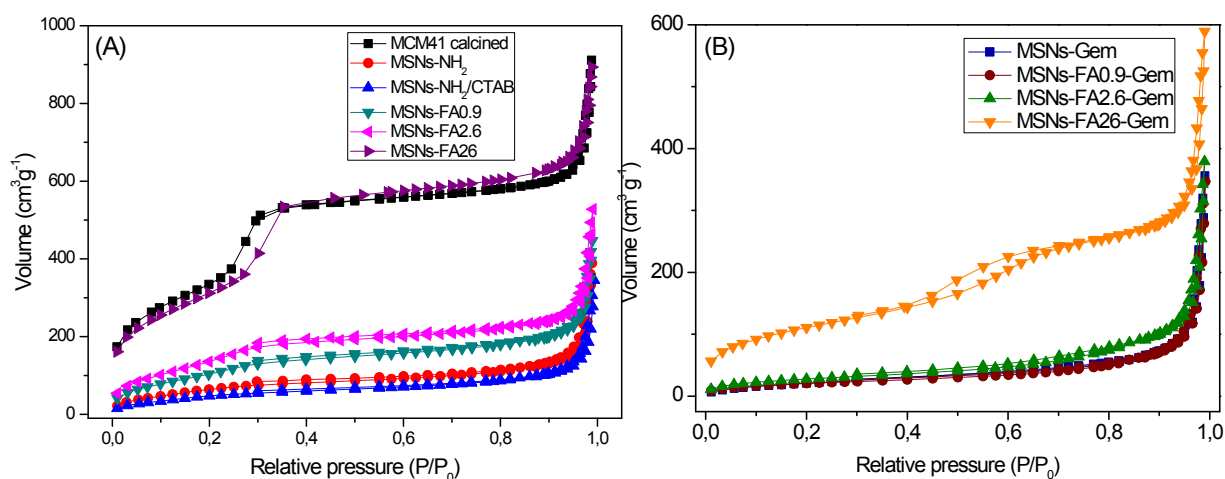 (A)
MCM41 calcined
MSNs-NH₂
MSNs-NH₂/CTAB
MSNs-FA0.9
MSNs-FA2.6
MSNs-FA26
1000
800
600
400
200
0
Volume (cm³g⁻¹)
0,0 0,2 0,4 0,6 0,8 1,0
Relative pressure (P/P₀)
(B)
MSNs-Gem
MSNs-FA0.9-Gem
MSNs-FA2.6-Gem
MSNs-FA26-Gem
600
400
200
0
Volume (cm³g⁻¹)
0,0 0,2 0,4 0,6 0,8 1,0
Relative pressure (P/P₀)